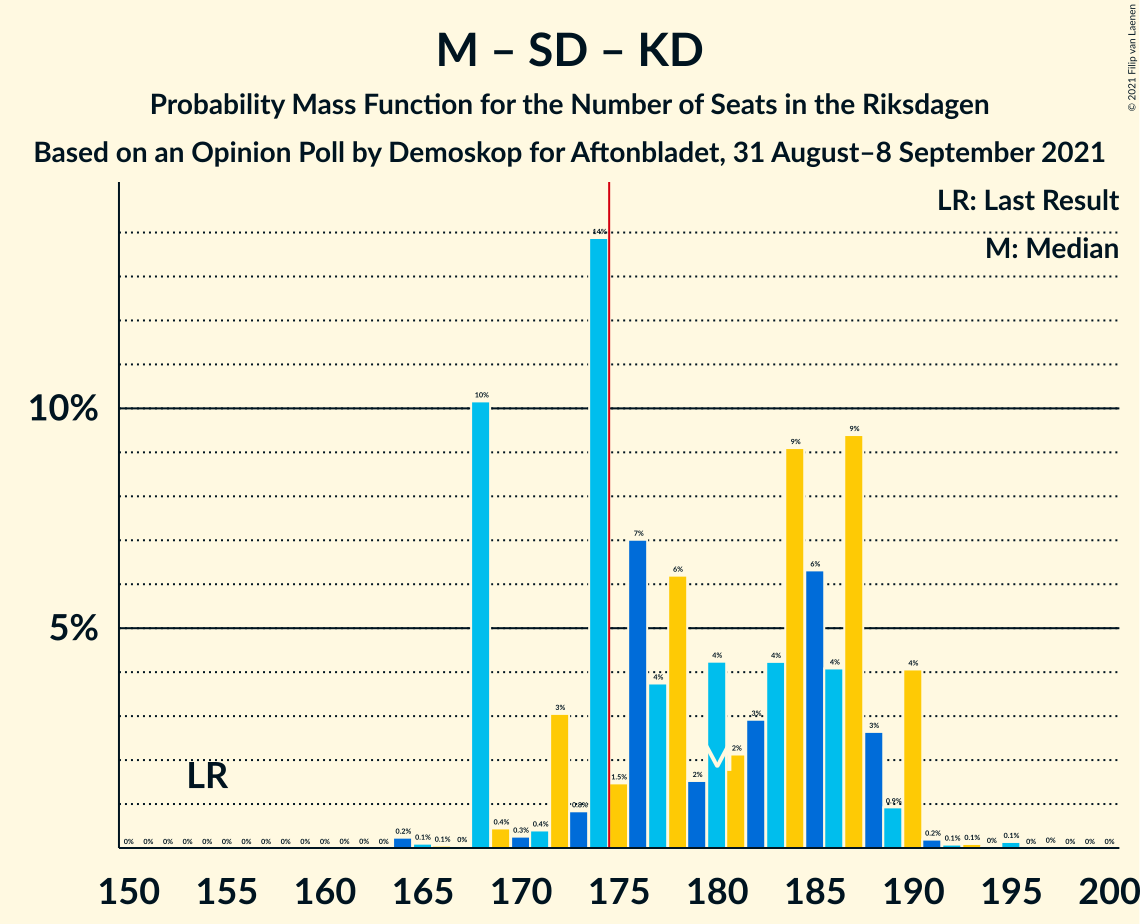 M – SD – KD
Probability Mass Function for the Number of Seats in the Riksdagen
Based on an Opinion Poll by Demoskop for Aftonbladet, 31 August–8 September 2021
© 2021 Filip van Laenen
LR: Last Result
M: Median
10%
5%
LR
0% 0% 0% 0% 0% 0% 0% 0% 0% 0% 0% 0% 0% 0% 0.2% 0.1% 0.1% 0% 10% 0.4% 0.3% 0.4% 3% 0.8% 14% 1.5% 7% 4% 6% 2% 4% 2% 3% 4% 9% 6% 4% 9% 3% 0.9% 4% 0.2% 0.1% 0.1% 0% 0.1% 0% 0% 0% 0% 0%
150 155 160 165 170 175 180 185 190 195 200